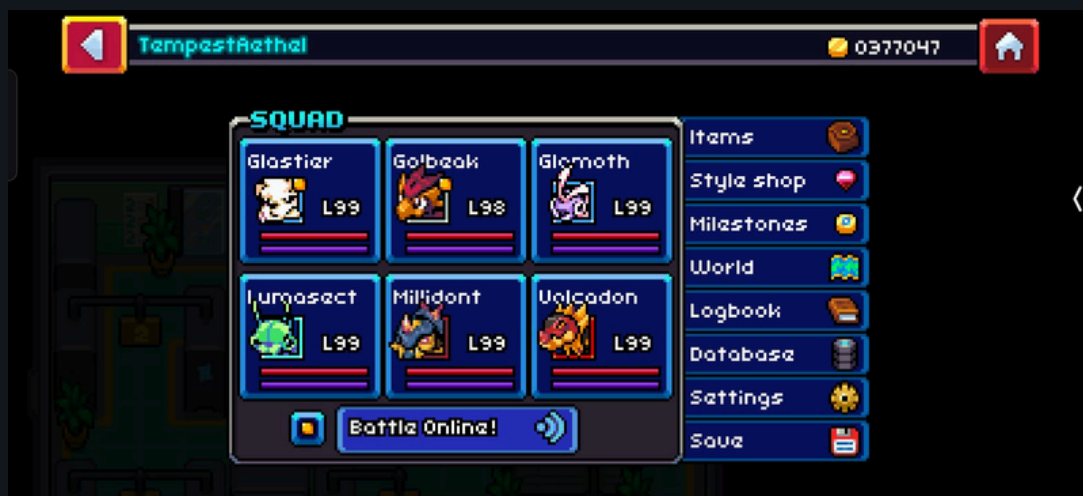 TempestAethel
0377047
SQUAD
Glastier
L99
Golbeak
L98
Glamoth
L99
Lumasect
L99
Millidont
L99
Volcadon
L99
Battle Online!
Items
Style shop
Milestones
World
Logbook
Database
Settings
Save